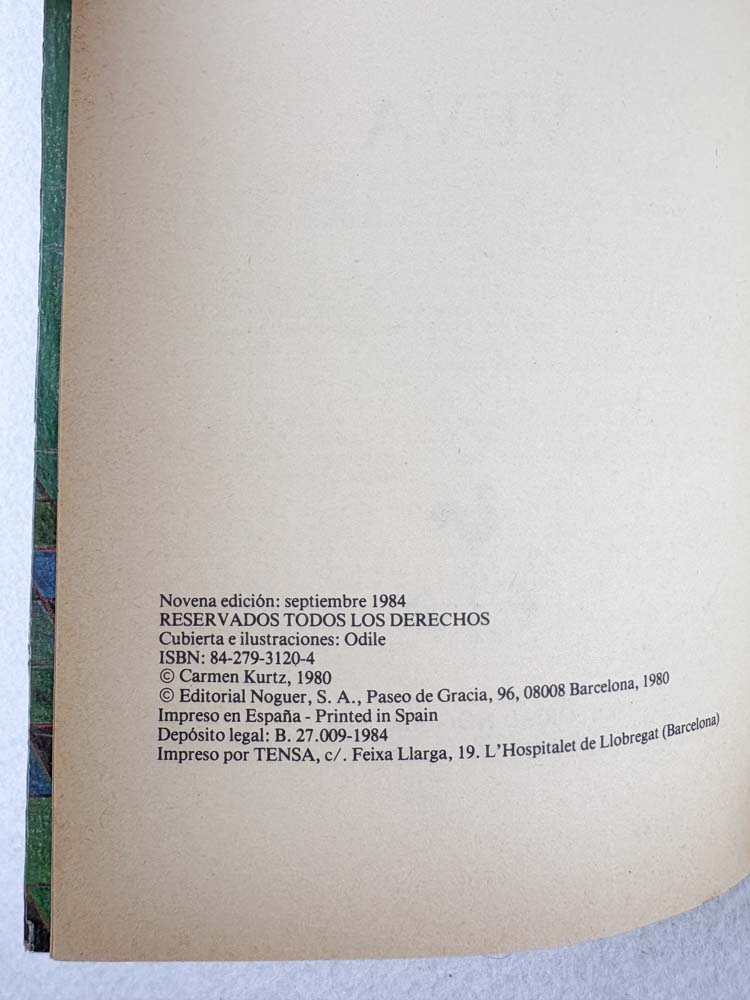 VEVA
Novena edición: septiembre 1984
RESERVADOS TODOS LOS DERECHOS
Cubierta e ilustraciones: Odile
ISBN: 84-279-3120-4
© Carmen Kurtz, 1980
© Editorial Noguer, S. A., Paseo de Gracia, 96, 08008 Barcelona, 1980
Impreso en España - Printed in Spain
Depósito legal: B. 27.009-1984
Impreso por TENSA, c/. Feixa Llarga, 19. L'Hospitalet de Llobregat (Barcelona)